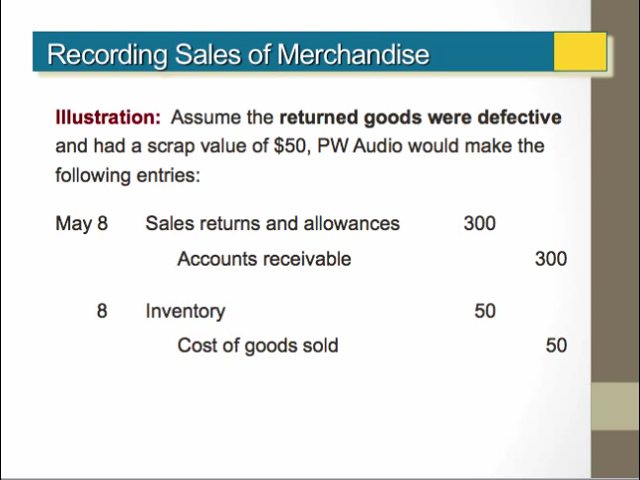 Recording Sales of Merchandise
Illustration: Assume the returned goods were defective
and had a scrap value of $50, PW Audio would make the
following entries:
May 8 Sales returns and allowances 300
Accounts receivable 300
8 Inventory 50
Cost of goods sold 50